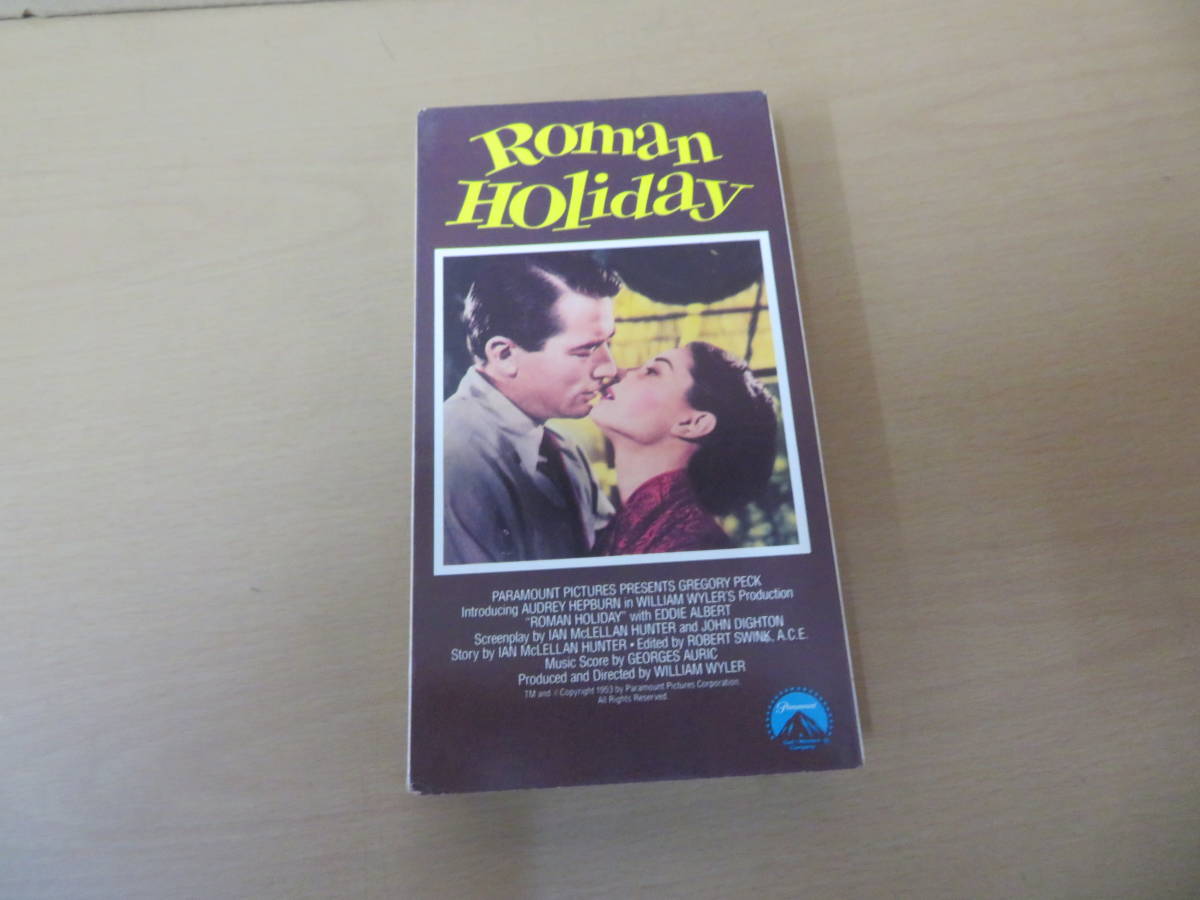 Roman
Holiday
PARAMOUNT PICTURES PRESENTS GREGORY PECK
Introducing AUDREY HEPBURN in WILLIAM WYLER'S Production
"ROMAN HOLIDAY" with EDDIE ALBERT
Screenplay by IAN McLELLAN HUNTER and JOHN DIGHTON
Story by IAN McLELLAN HUNTER • Edited by ROBERT SWINK, A.C.E.
Music Score by GEORGES AURIC
Produced and Directed by WILLIAM WYLER
TM and © Copyright 1953 by Paramount Pictures Corporation.
All Rights Reserved.
Paramount
Gulf+Western
Company